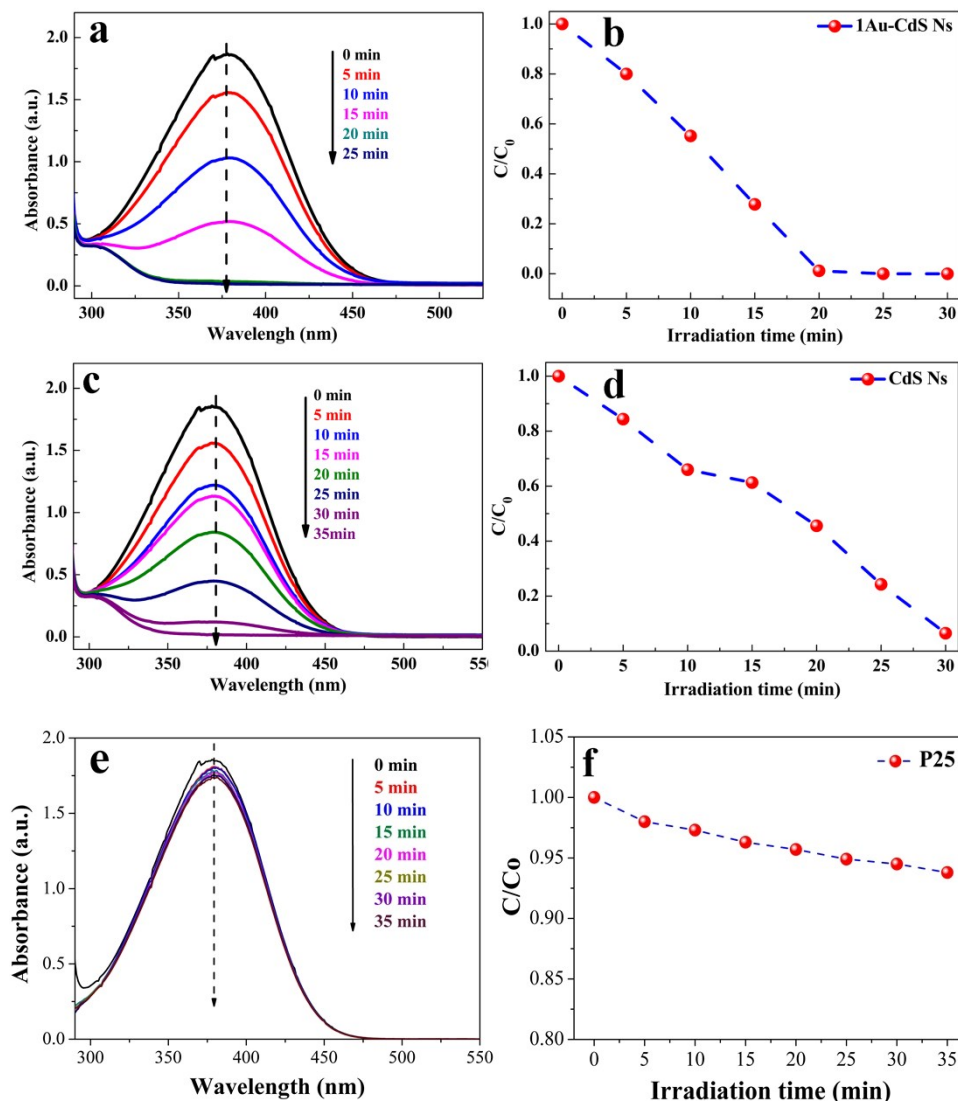 a
2.0
1.5
1.0
0.5
0.0
Absorbance (a.u.)
0 min
5 min
10 min
15 min
20 min
25 min
300
350
400
450
500
Wavelengh (nm)
b
1Au-CdS Ns
1.0
0.8
0.6
0.4
0.2
0.0
C/C0
0
5
10
15
20
25
30
Irradiation time (min)
c
2.0
1.5
1.0
0.5
0.0
Absorbance (a.u.)
0 min
5 min
10 min
15 min
20 min
25 min
30 min
35min
300
350
400
450
500
55
Wavelength (nm)
d
CdS Ns
1.0
0.8
0.6
0.4
0.2
0.0
C/C0
0
5
10
15
20
25
30
Irradiation time (min)
e
2.0
1.5
1.0
0.5
0.0
Absorbance (a.u.)
0 min
5 min
10 min
15 min
20 min
25 min
30 min
35 min
300
350
400
450
500
550
Wavelength (nm)
f
P25
1.05
1.00
0.95
0.90
0.85
0.80
C/Co
0
5
10
15
20
25
30
35
Irradiation time (min)